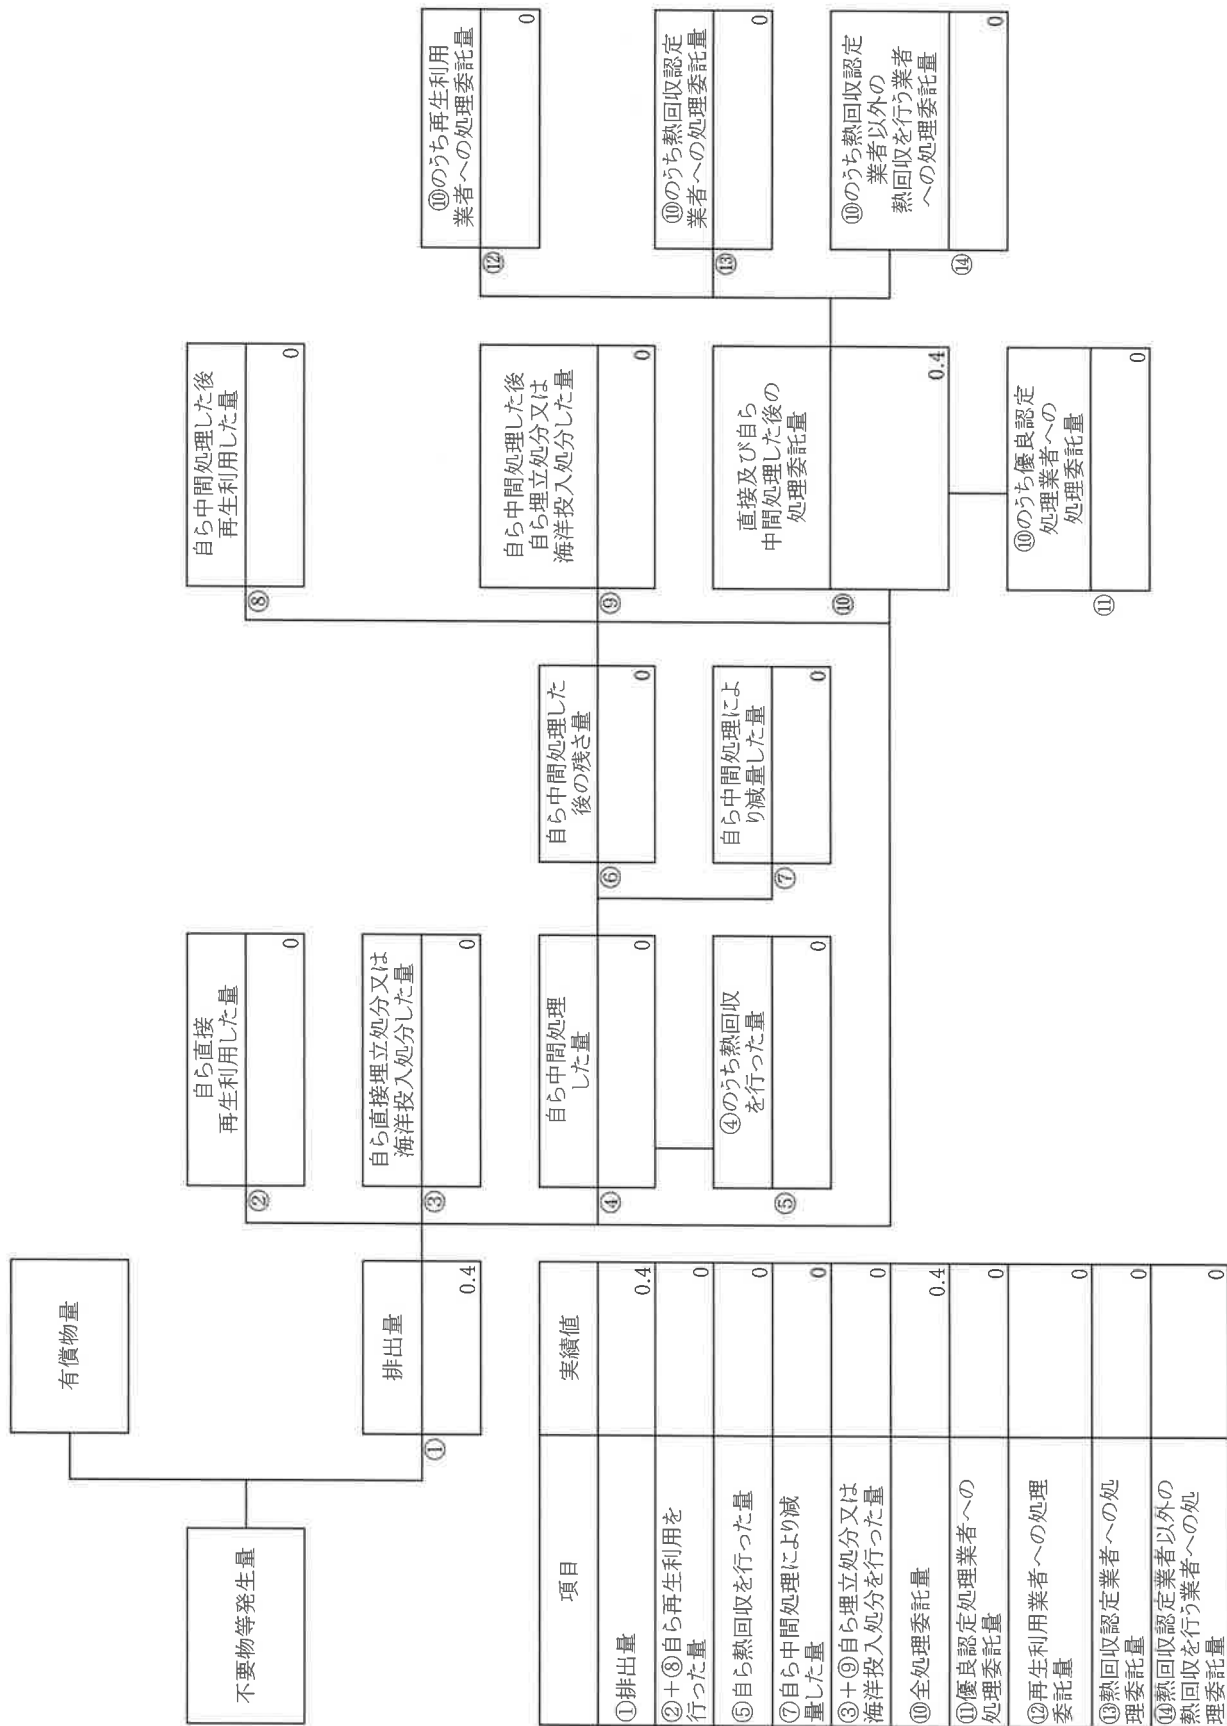 有償物量
不要物等発生量
排出量
①
0.4
自ら直接
再生利用した量
②
0
自ら直接埋立処分又は
海洋投入処分した量
③
0
自ら中間処理
した量
④
0
④のうち熱回収
を行った量
⑤
0
自ら中間処理した
後の残さ量
⑥
0
自ら中間処理によ
り減量した量
⑦
0
自ら中間処理した後
再生利用した量
⑧
0
自ら中間処理した後
自ら埋立処分又は
海洋投入処分した量
⑨
0
直接及び自ら
中間処理した後の
処理委託量
⑩
0.4
⑩のうち優良認定
処理業者への
処理委託量
⑪
0
⑩のうち再生利用
業者への処理委託量
⑫
0
⑩のうち熱回収認定
業者への処理委託量
⑬
0
⑩のうち熱回収認定
業者以外の
熱回収を行う業者
への処理委託量
⑭
0
項目 実績値
①排出量 0.4
②+⑧自ら再生利用を
行った量 0
⑤自ら熱回収を行った量 0
⑦自ら中間処理により減
量した量 0
③+⑨自ら埋立処分又は
海洋投入処分を行った量 0
⑩全処理委託量 0.4
⑪優良認定処理業者への
処理委託量 0
⑫再生利用業者への処理
委託量 0
⑬熱回収認定業者への処
理委託量 0
⑭熱回収認定業者以外の
熱回収を行う業者への処
理委託量 0